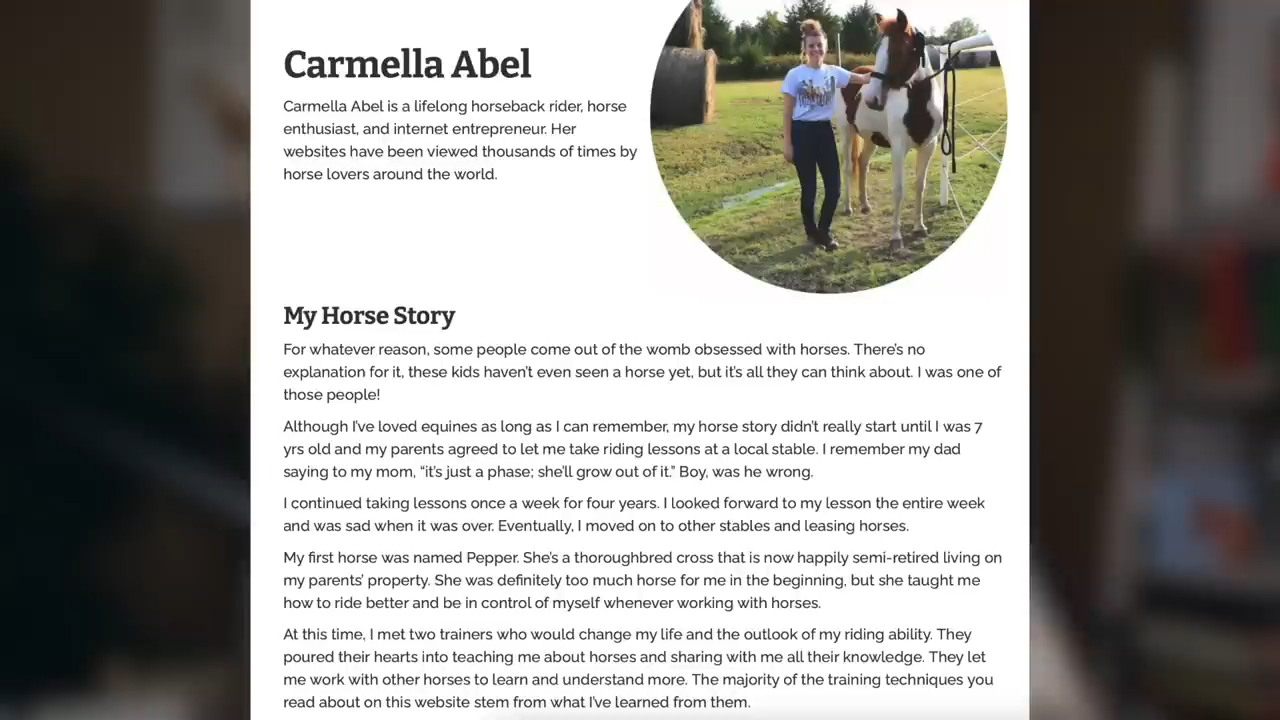 Carmella Abel
Carmella Abel is a lifelong horseback rider, horse
enthusiast, and internet entrepreneur. Her
websites have been viewed thousands of times by
horse lovers around the world.
My Horse Story
For whatever reason, some people come out of the womb obsessed with horses. There's no
explanation for it, these kids haven't even seen a horse yet, but it's all they can think about. I was one of
those people!
Although I've loved equines as long as I can remember, my horse story didn't really start until I was 7
yrs old and my parents agreed to let me take riding lessons at a local stable. I remember my dad
saying to my mom, “it's just a phase; she'll grow out of it.” Boy, was he wrong.
I continued taking lessons once a week for four years. I looked forward to my lesson the entire week
and was sad when it was over. Eventually, I moved on to other stables and leasing horses.
My first horse was named Pepper. She's a thoroughbred cross that is now happily semi-retired living on
my parents' property. She was definitely too much horse for me in the beginning, but she taught me
how to ride better and be in control of myself whenever working with horses.
At this time, I met two trainers who would change my life and the outlook of my riding ability. They
poured their hearts into teaching me about horses and sharing with me all their knowledge. They let
me work with other horses to learn and understand more. The majority of the training techniques you
read about on this website stem from what I've learned from them.